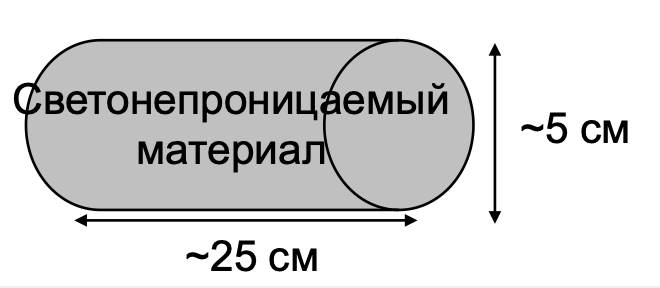 Светонепроницаемый
материал
~5 см
~25 см